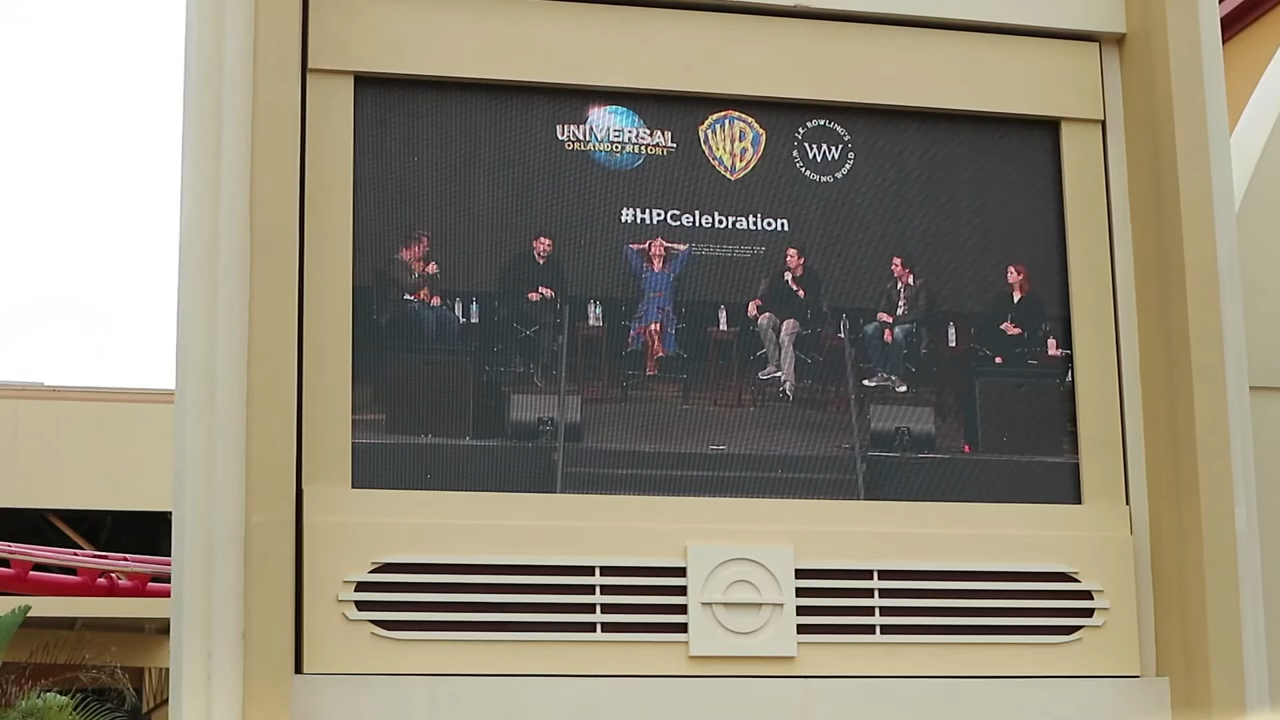 UNIVERSAL
ORLANDO RESORT
WB
J.K. ROWLING'S
WW
WIZARDING WORLD
#HPCelebration